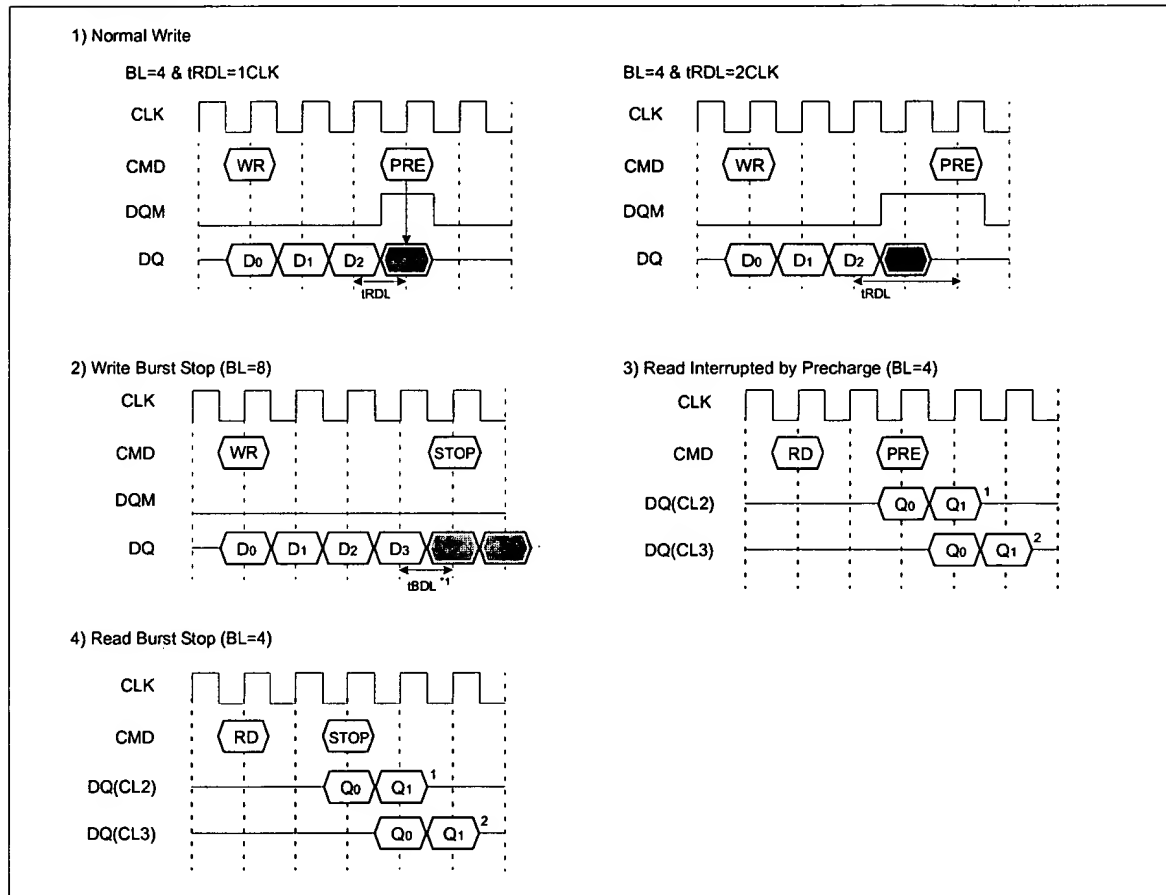 1) Normal Write
BL=4 & tRDL=1CLK
CLK
CMD WR PRE
DQM
DQ D0 D1 D2
tRDL
BL=4 & tRDL=2CLK
CLK
CMD WR PRE
DQM
DQ D0 D1 D2
tRDL
2) Write Burst Stop (BL=8)
CLK
CMD WR STOP
DQM
DQ D0 D1 D2 D3
tBDL *1
3) Read Interrupted by Precharge (BL=4)
CLK
CMD RD PRE
DQ(CL2) Q0 Q1 1
DQ(CL3) Q0 Q1 2
4) Read Burst Stop (BL=4)
CLK
CMD RD STOP
DQ(CL2) Q0 Q1 1
DQ(CL3) Q0 Q1 2